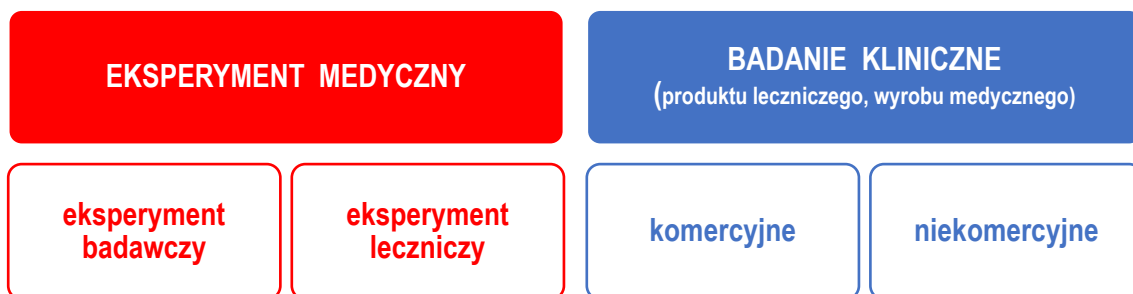 EKSPERYMENT MEDYCZNY
BADANIE KLINICZNE
(produktu leczniczego, wyrobu medycznego)
eksperyment
badawczy
eksperyment
leczniczy
komercyjne
niekomercyjne